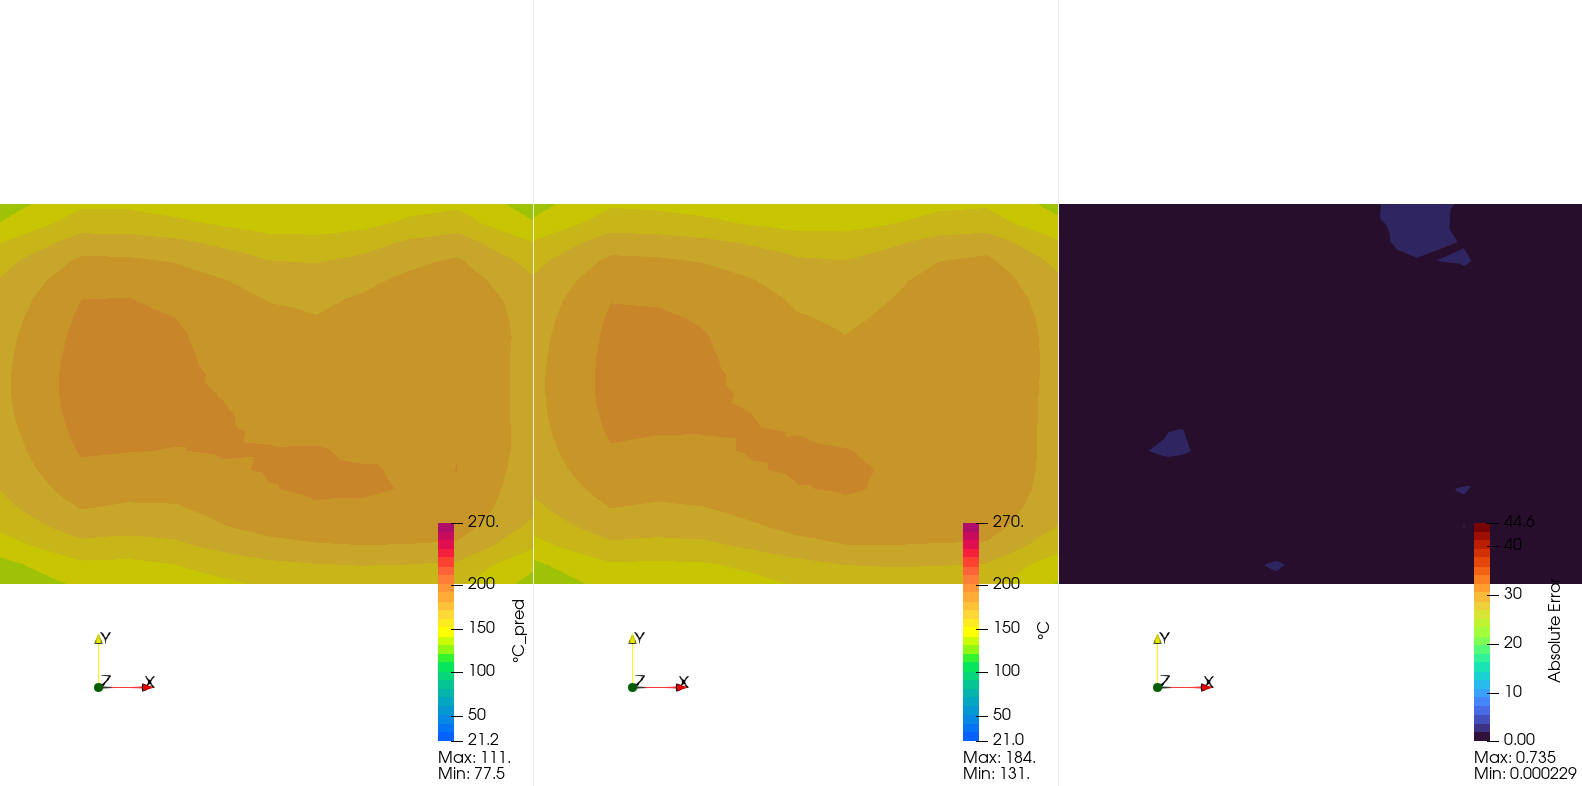 270.
200
150
100
50
21.2
°C_pred
Max: 111.
Min: 77.5
Y
Z
X
270.
200
150
100
50
21.0
°C
Max: 184.
Min: 131.
Y
Z
X
44.6
40
30
20
10
0.00
Absolute Error
Max: 0.735
Min: 0.000229
Y
Z
X